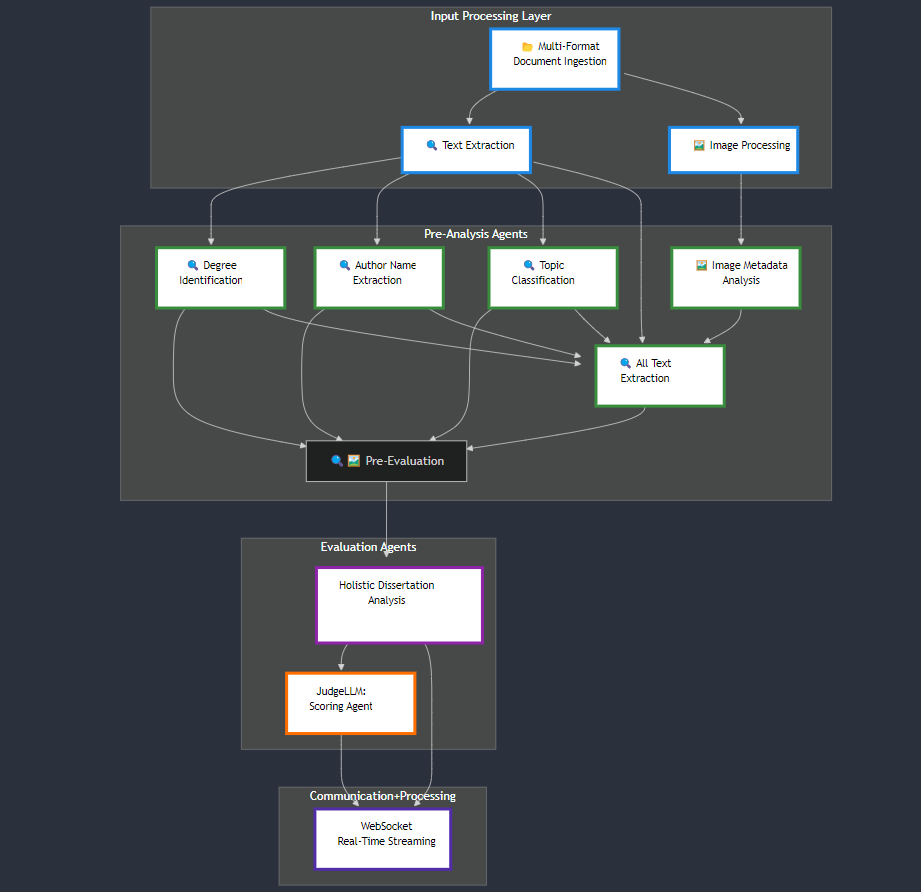 Input Processing Layer
Multi-Format
Document Ingestion
Text Extraction
Image Processing
Pre-Analysis Agents
Degree
Identification
Author Name
Extraction
Topic
Classification
Image Metadata
Analysis
All Text
Extraction
Pre-Evaluation
Evaluation Agents
Holistic Dissertation
Analysis
JudgeLLM:
Scoring Agent
Communication+Processing
WebSocket
Real-Time Streaming